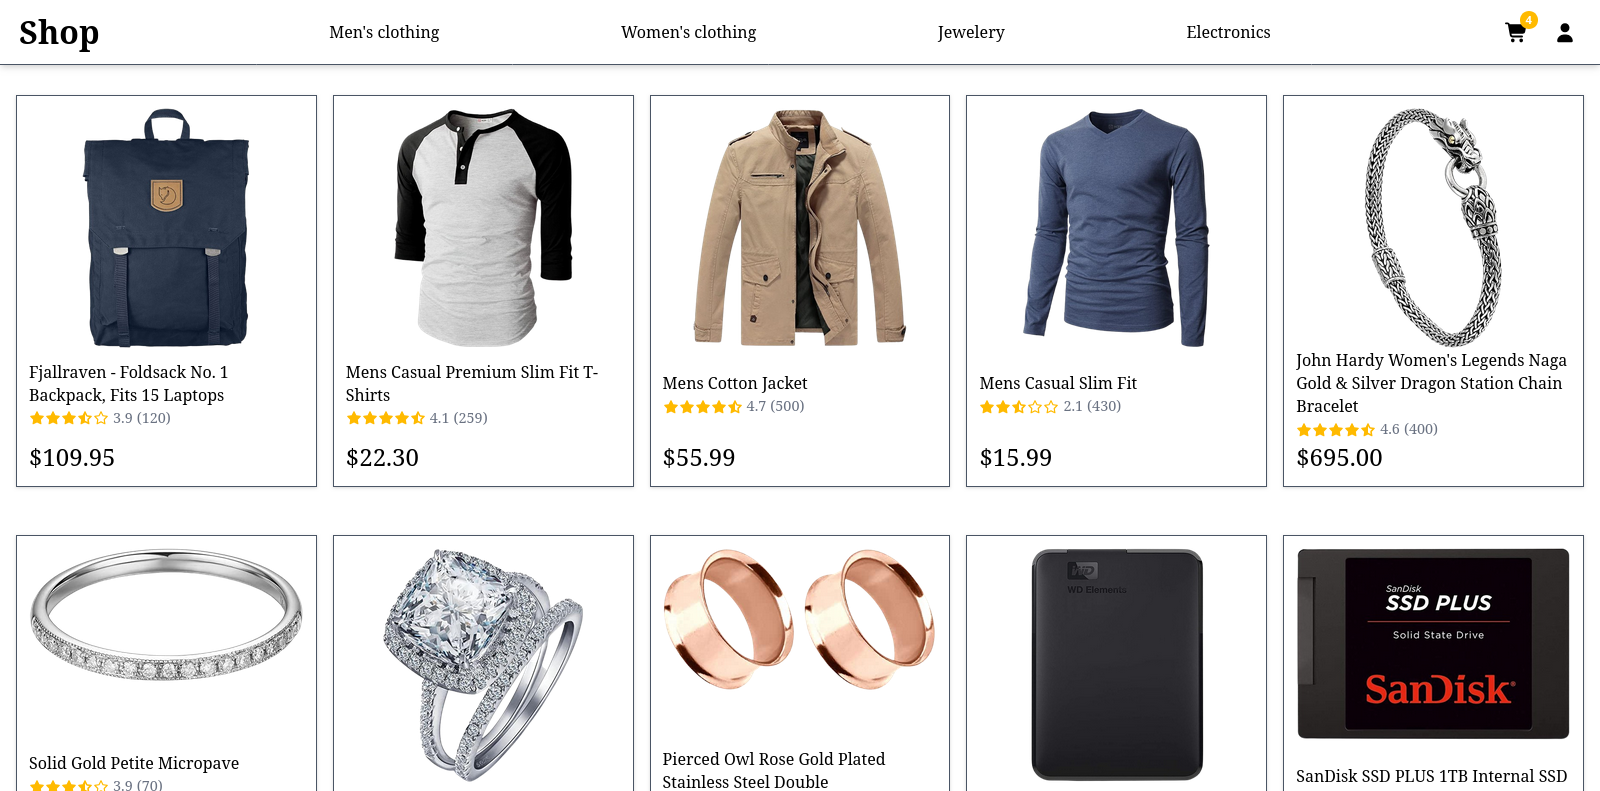 Shop
Men's clothing
Women's clothing
Jewelery
Electronics
4
Fjallraven - Foldsack No. 1
Backpack, Fits 15 Laptops
3.9 (120)
$109.95
Mens Casual Premium Slim Fit T-
Shirts
4.1 (259)
$22.30
Mens Cotton Jacket
4.7 (500)
$55.99
Mens Casual Slim Fit
2.1 (430)
$15.99
John Hardy Women's Legends Naga
Gold & Silver Dragon Station Chain
Bracelet
4.6 (400)
$695.00
Solid Gold Petite Micropave
3.9 (70)
Pierced Owl Rose Gold Plated
Stainless Steel Double
WD
WD Elements
SanDisk
SSD PLUS
Solid State Drive
SanDisk
SanDisk SSD PLUS 1TB Internal SSD